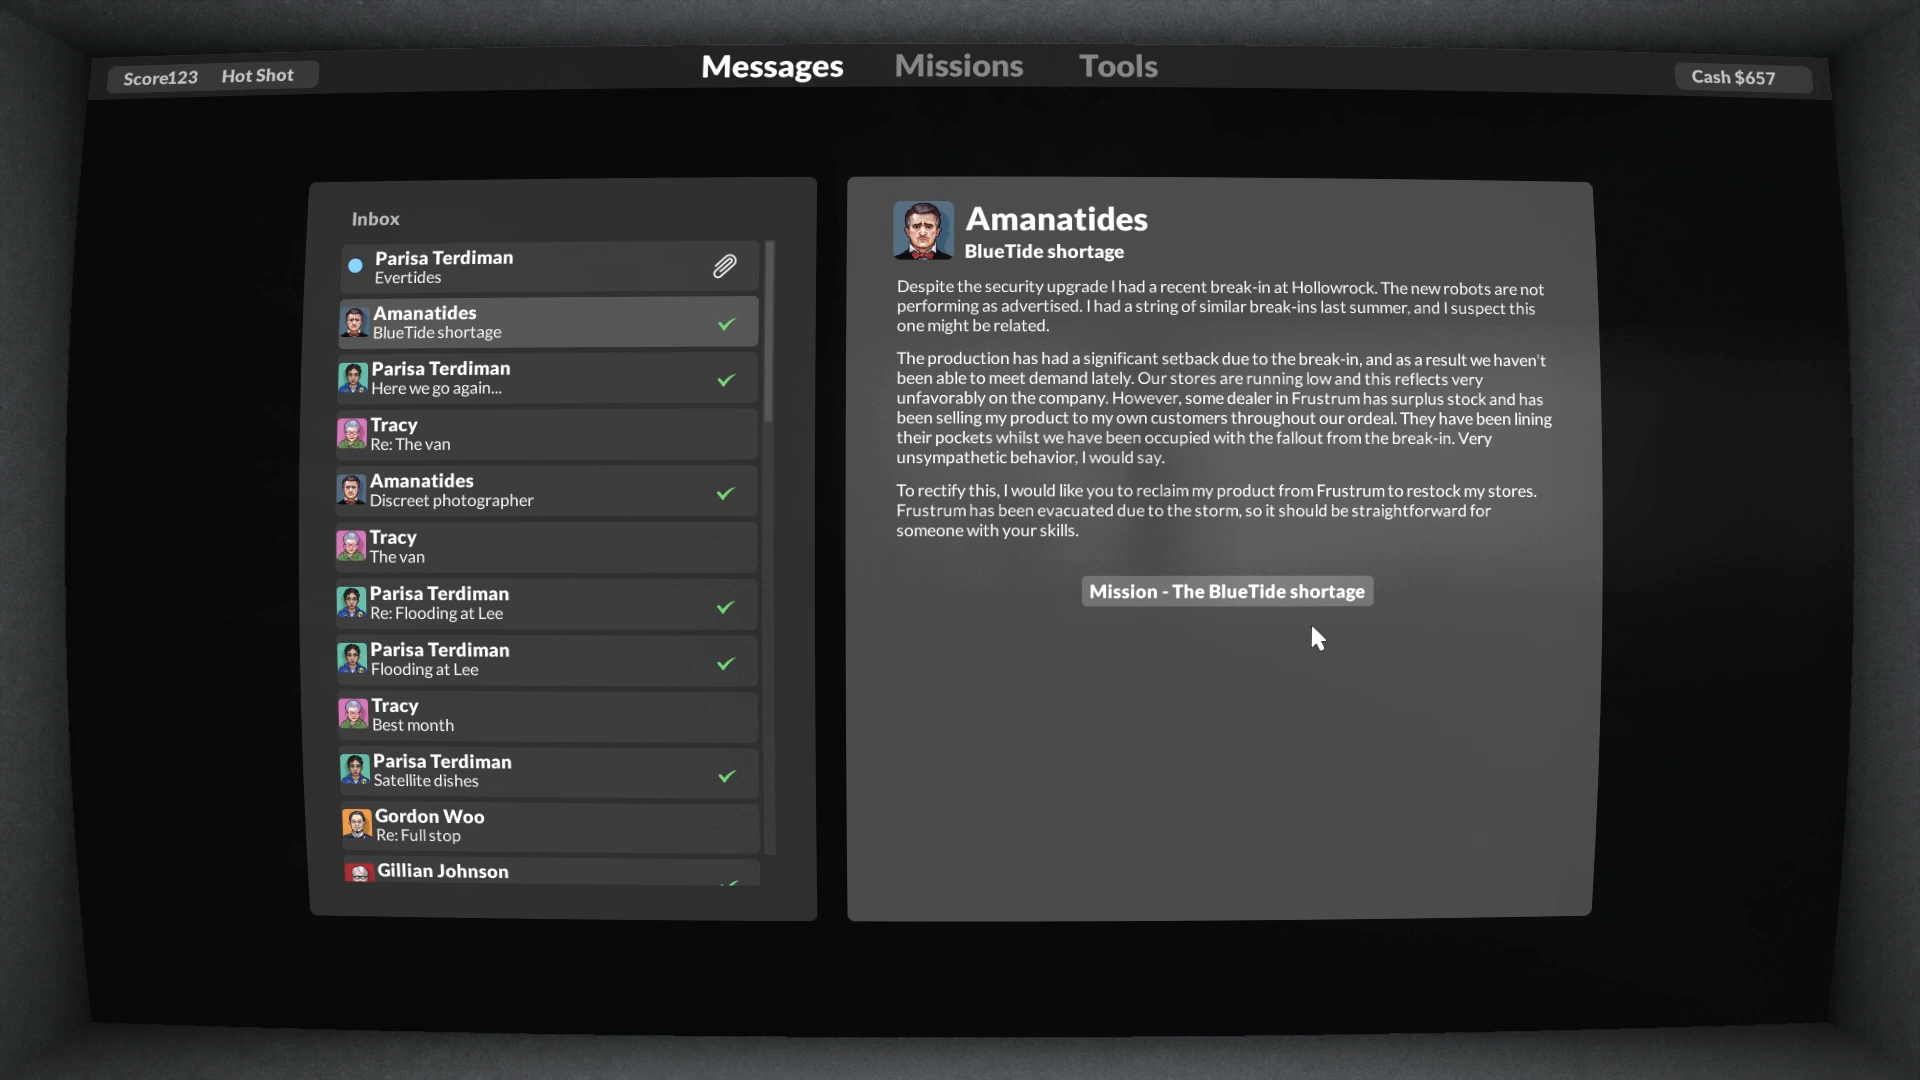 Score123 Hot Shot
Messages Missions Tools
Cash $657
Inbox
Parisa Terdiman
Evertides
Amanatides
BlueTide shortage
Parisa Terdiman
Here we go again...
Tracy
Re: The van
Amanatides
Discreet photographer
Tracy
The van
Parisa Terdiman
Re: Flooding at Lee
Parisa Terdiman
Flooding at Lee
Tracy
Best month
Parisa Terdiman
Satellite dishes
Gordon Woo
Re: Full stop
Gillian Johnson
Amanatides
BlueTide shortage
Despite the security upgrade I had a recent break-in at Hollowrock. The new robots are not
performing as advertised. I had a string of similar break-ins last summer, and I suspect this
one might be related.
The production has had a significant setback due to the break-in, and as a result we haven't
been able to meet demand lately. Our stores are running low and this reflects very
unfavorably on the company. However, some dealer in Frustrum has surplus stock and has
been selling my product to my own customers throughout our ordeal. They have been lining
their pockets whilst we have been occupied with the fallout from the break-in. Very
unsympathetic behavior, I would say.
To rectify this, I would like you to reclaim my product from Frustrum to restock my stores.
Frustrum has been evacuated due to the storm, so it should be straightforward for
someone with your skills.
Mission - The BlueTide shortage